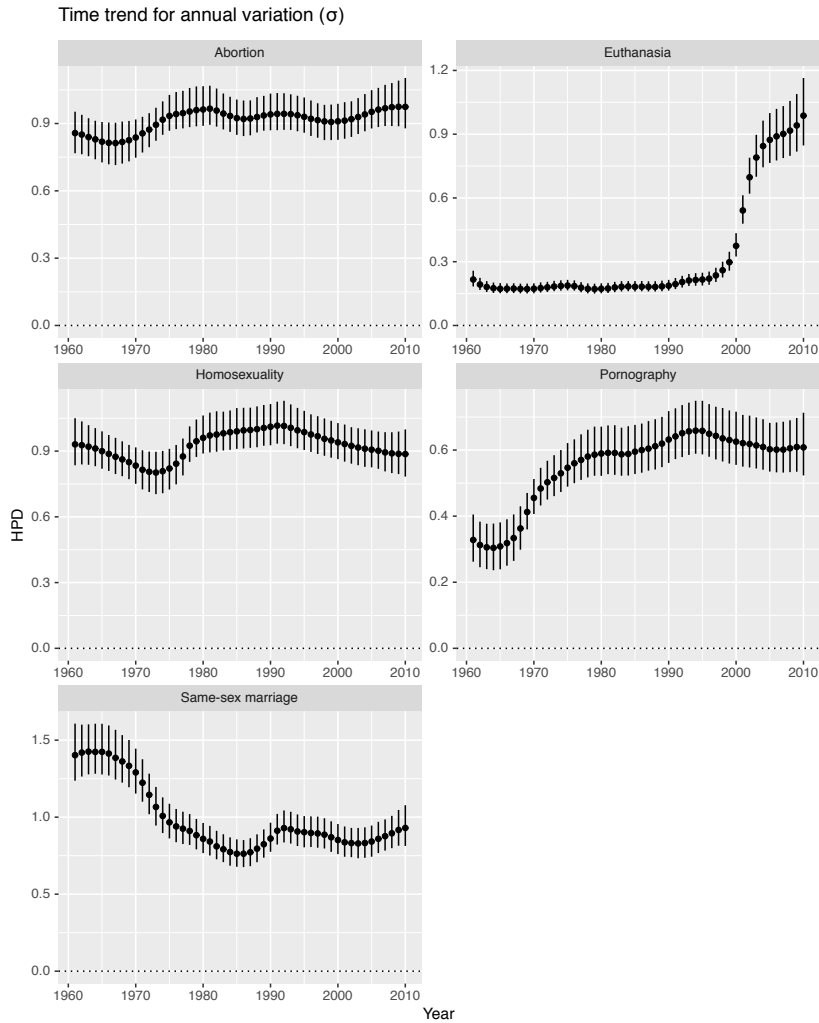 Time trend for annual variation (σ)
Abortion
Euthanasia
0.9
0.6
0.3
0.0
1960 1970 1980 1990 2000 2010
1.2
0.9
0.6
0.3
0.0
1960 1970 1980 1990 2000 2010
Homosexuality
Pornography
0.9
0.6
0.3
0.0
1960 1970 1980 1990 2000 2010
0.6
0.4
0.2
0.0
1960 1970 1980 1990 2000 2010
HPD
Same-sex marriage
1.5
1.0
0.5
0.0
1960 1970 1980 1990 2000 2010
Year